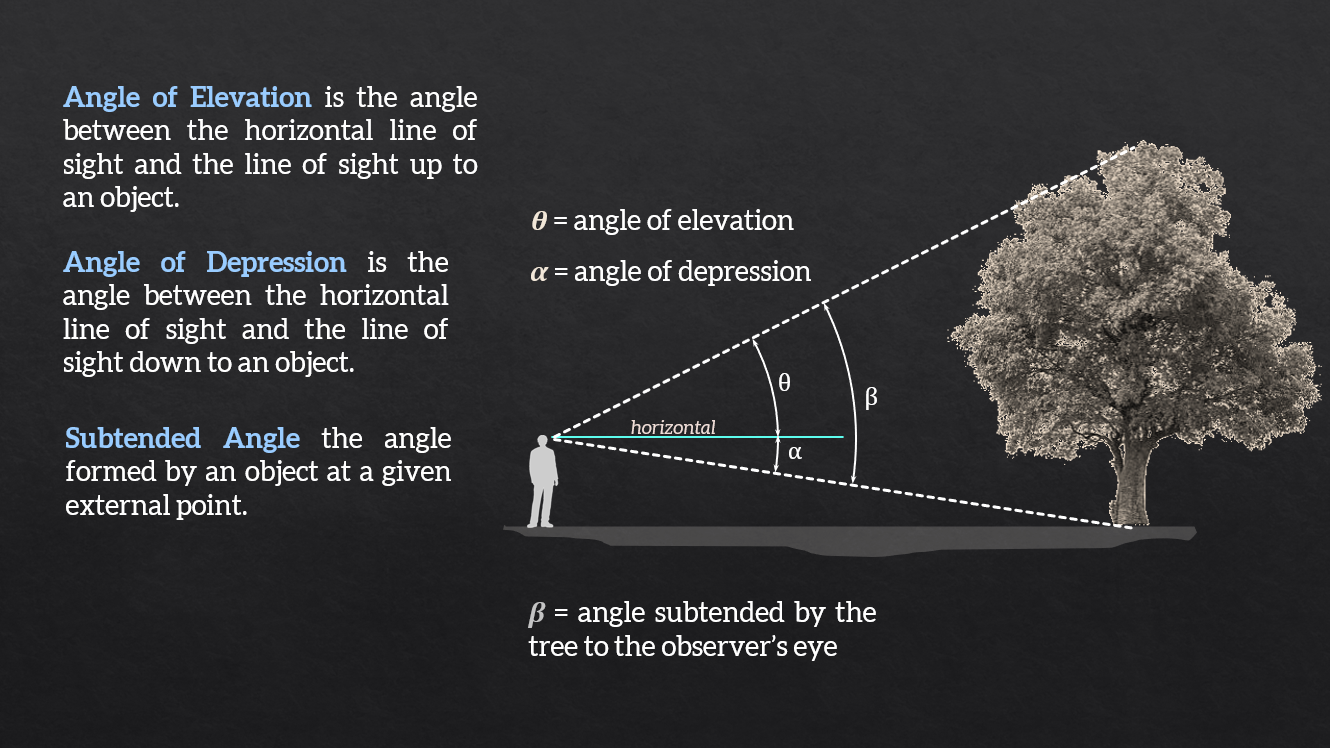 Angle of Elevation is the angle
between the horizontal line of
sight and the line of sight up to
an object.
Angle of Depression is the
angle between the horizontal
line of sight and the line of
sight down to an object.
Subtended Angle the angle
formed by an object at a given
external point.
θ = angle of elevation
α = angle of depression
θ
β
horizontal
α
β = angle subtended by the
tree to the observer’s eye